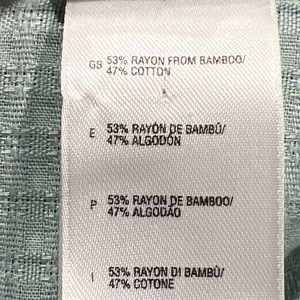 GB 53% RAYON FROM BAMBOO/
47% COTTON
E 53% RAYÓN DE BAMBÚ/
47% ALGODÓN
P 53% RAYON DE BAMBOO/
47% ALGODÃO
I 53% RAYON DI BAMBÙ/
47% COTONE